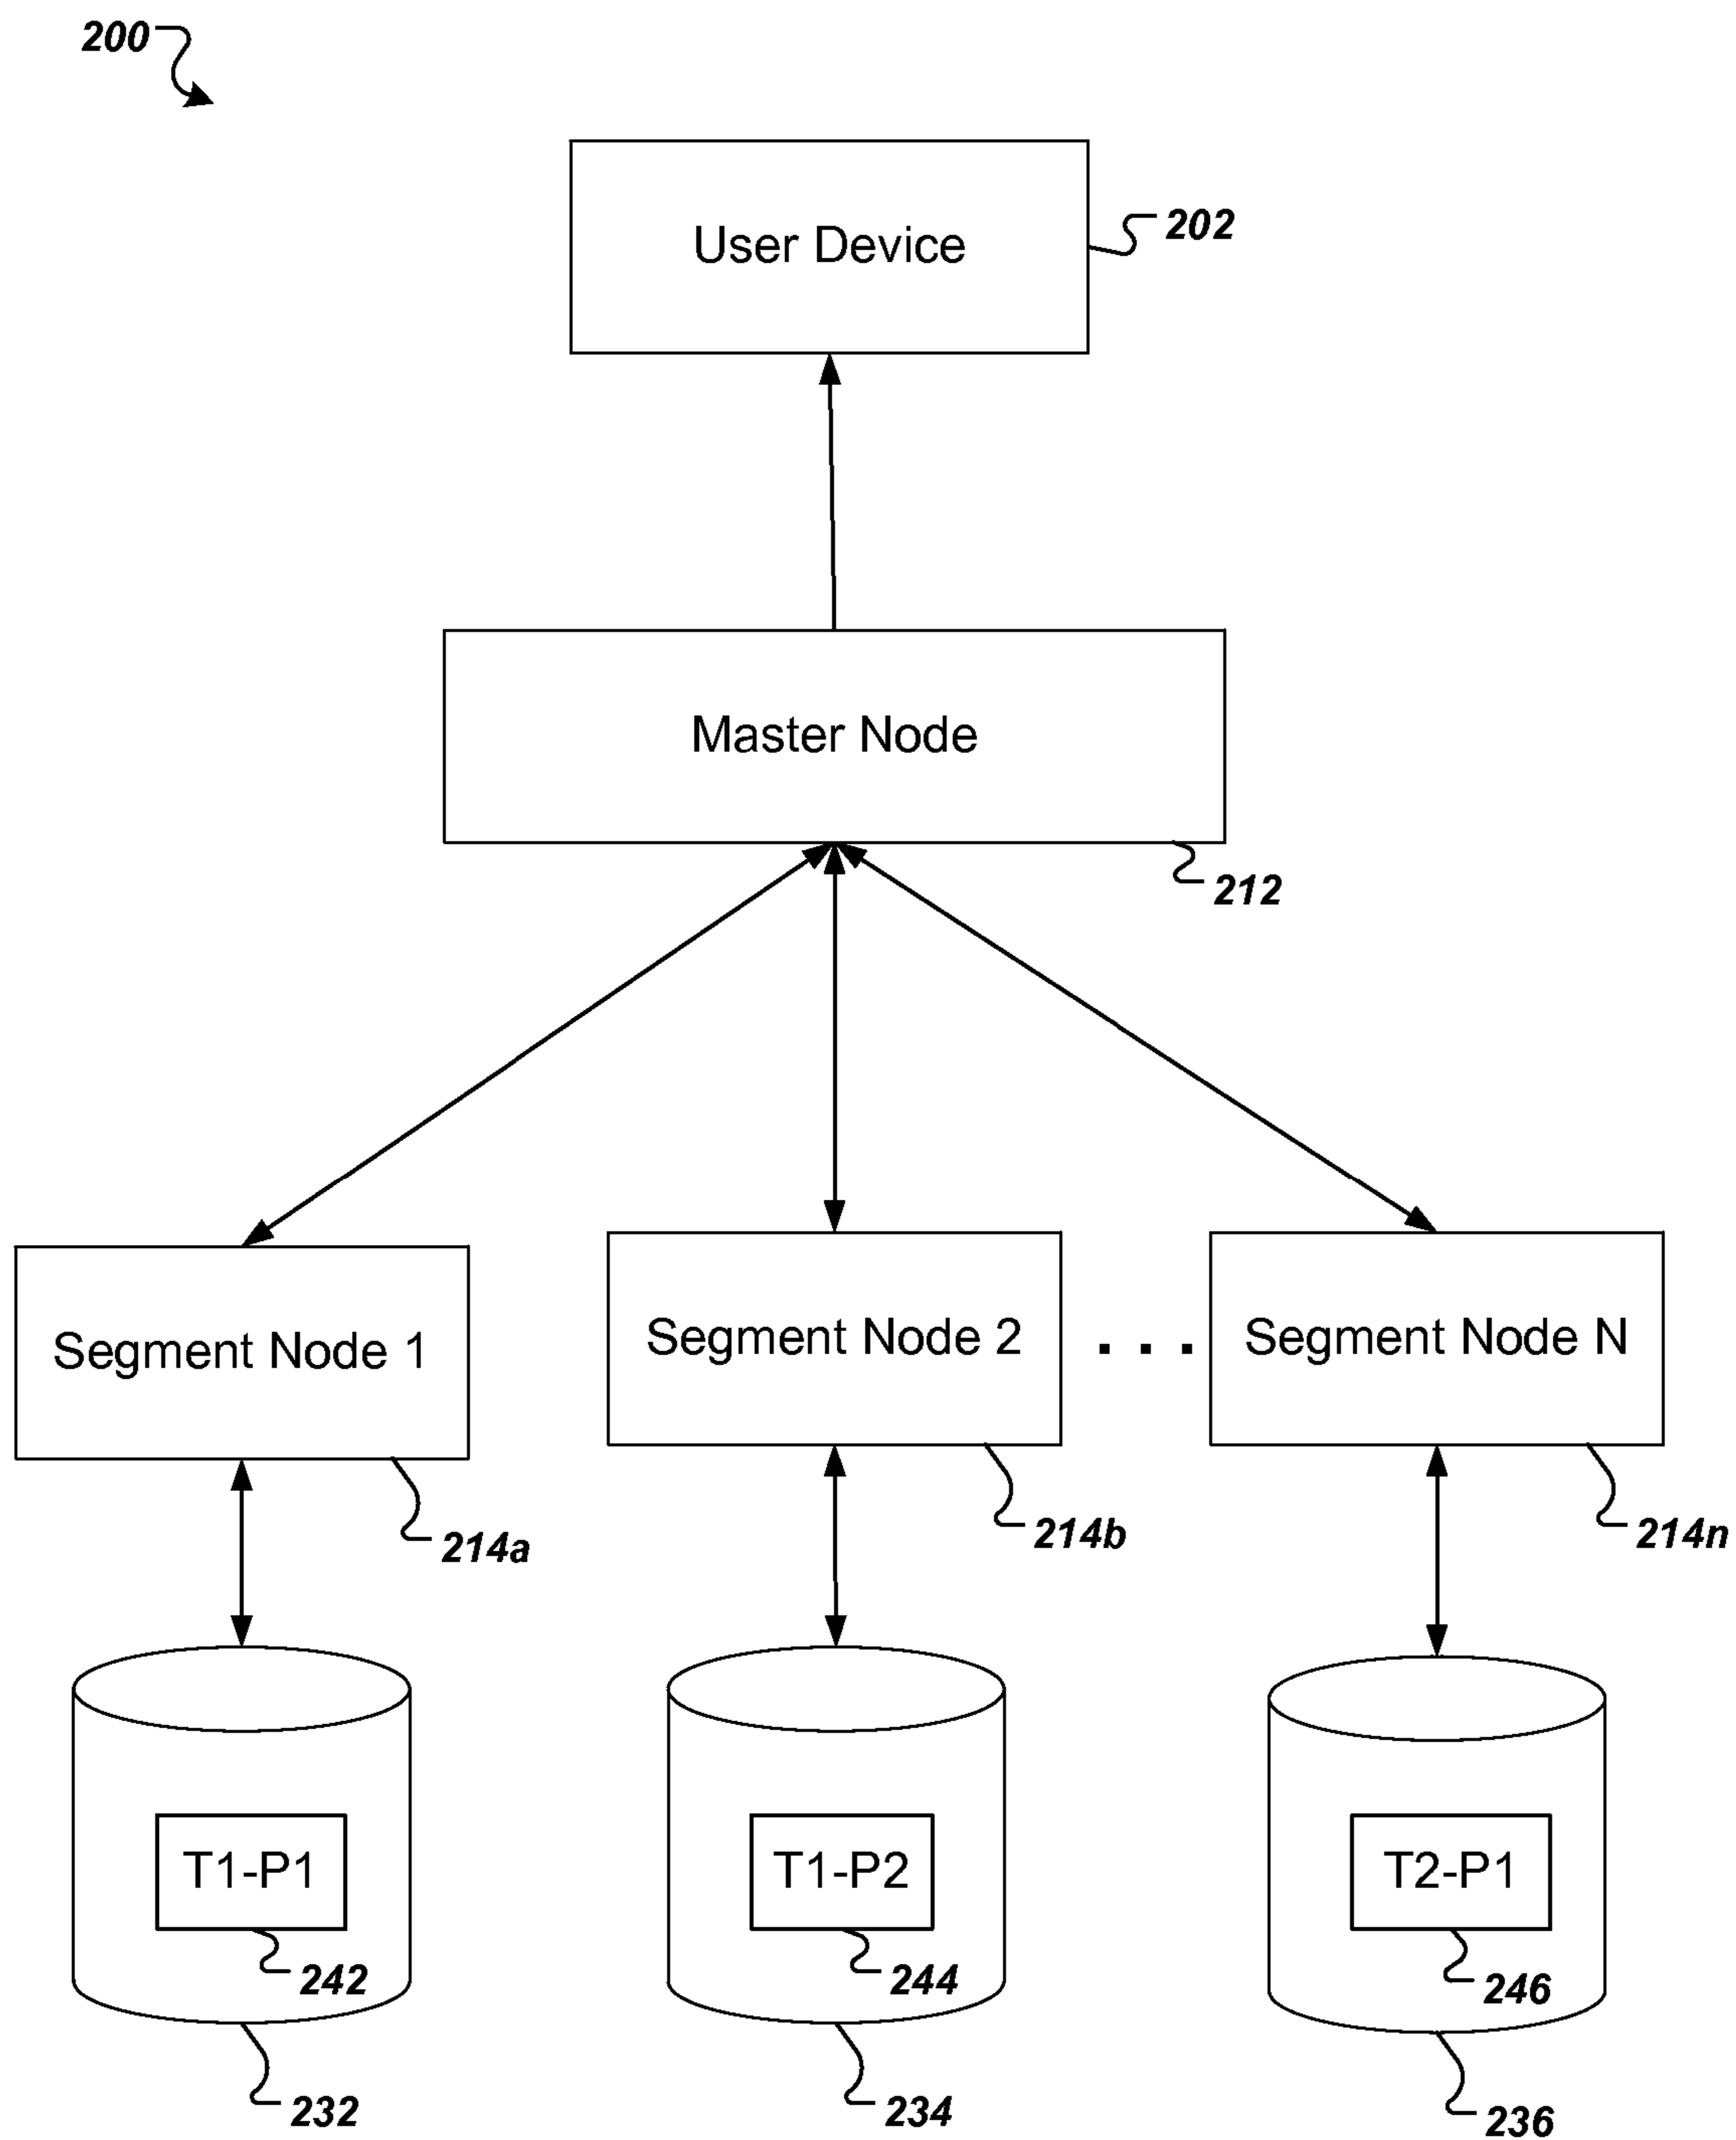 200
User Device
202
Master Node
212
Segment Node 1
Segment Node 2
. . .
Segment Node N
214a
214b
214n
T1-P1
T1-P2
T2-P1
242
244
246
232
234
236